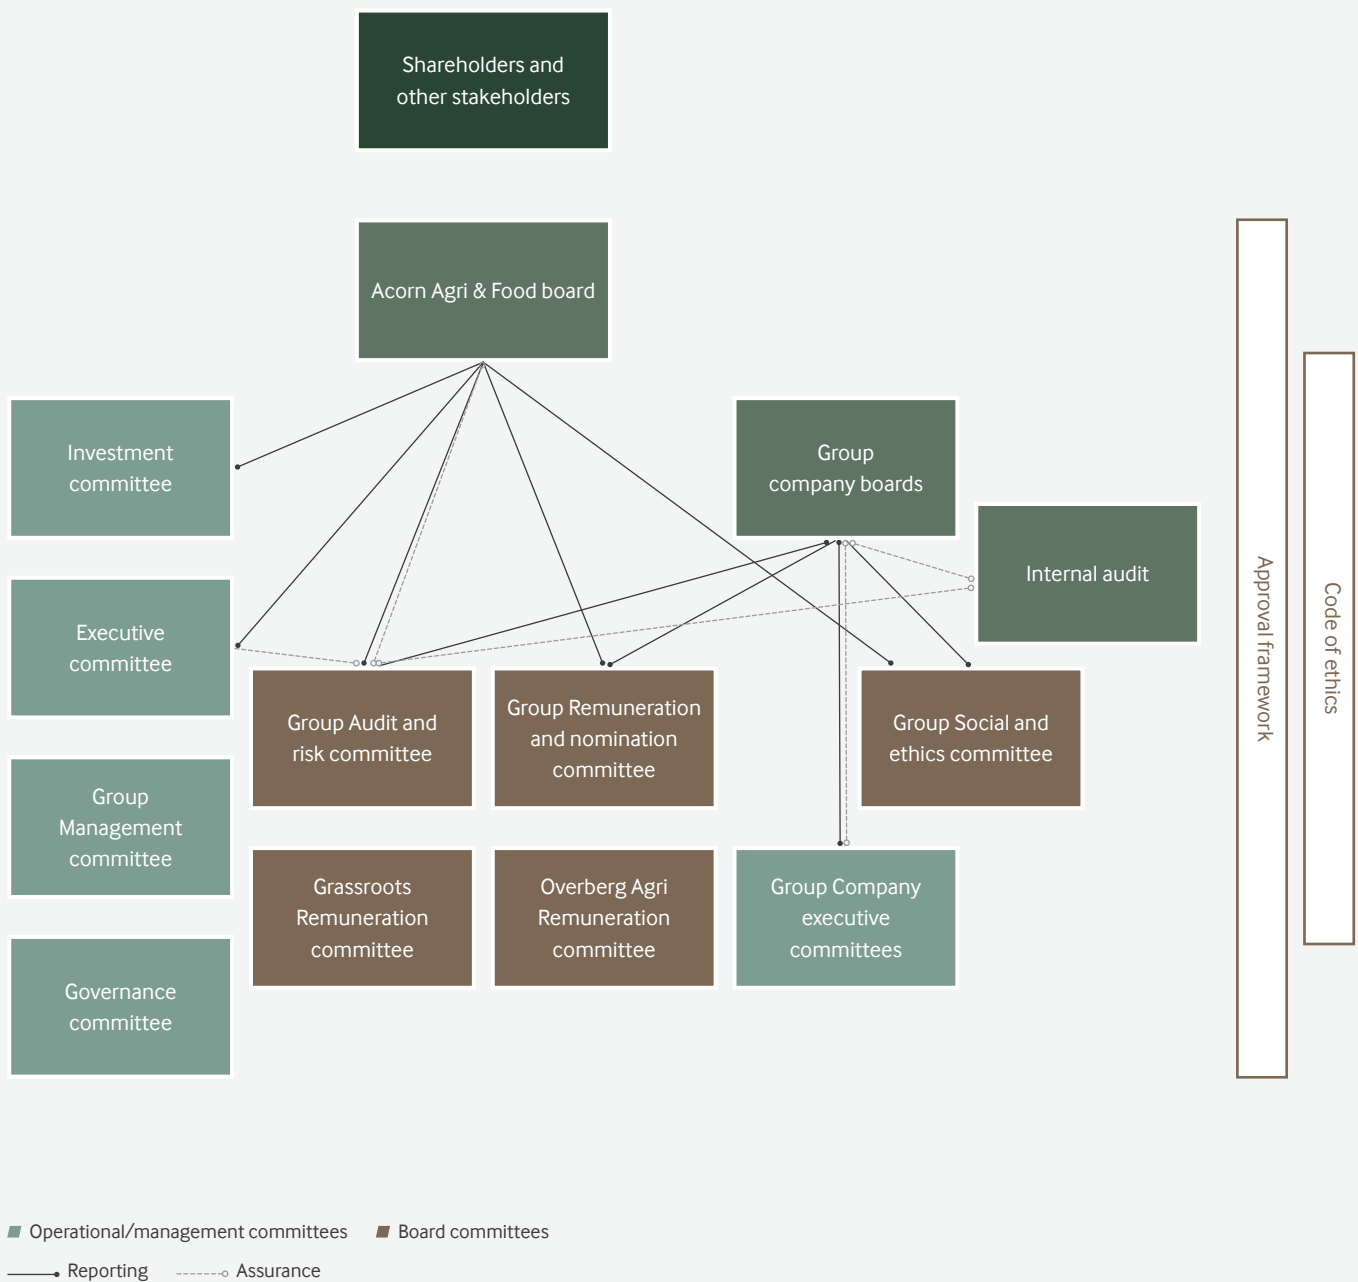 Shareholders and
other stakeholders
Acorn Agri & Food board
Investment
committee
Group
company boards
Internal audit
Executive
committee
Group Audit and
risk committee
Group Remuneration
and nomination
committee
Group Social and
ethics committee
Group
Management
committee
Grassroots
Remuneration
committee
Overberg Agri
Remuneration
committee
Group Company
executive
committees
Governance
committee
Approval framework
Code of ethics
Operational/management committees
Board committees
Reporting
Assurance